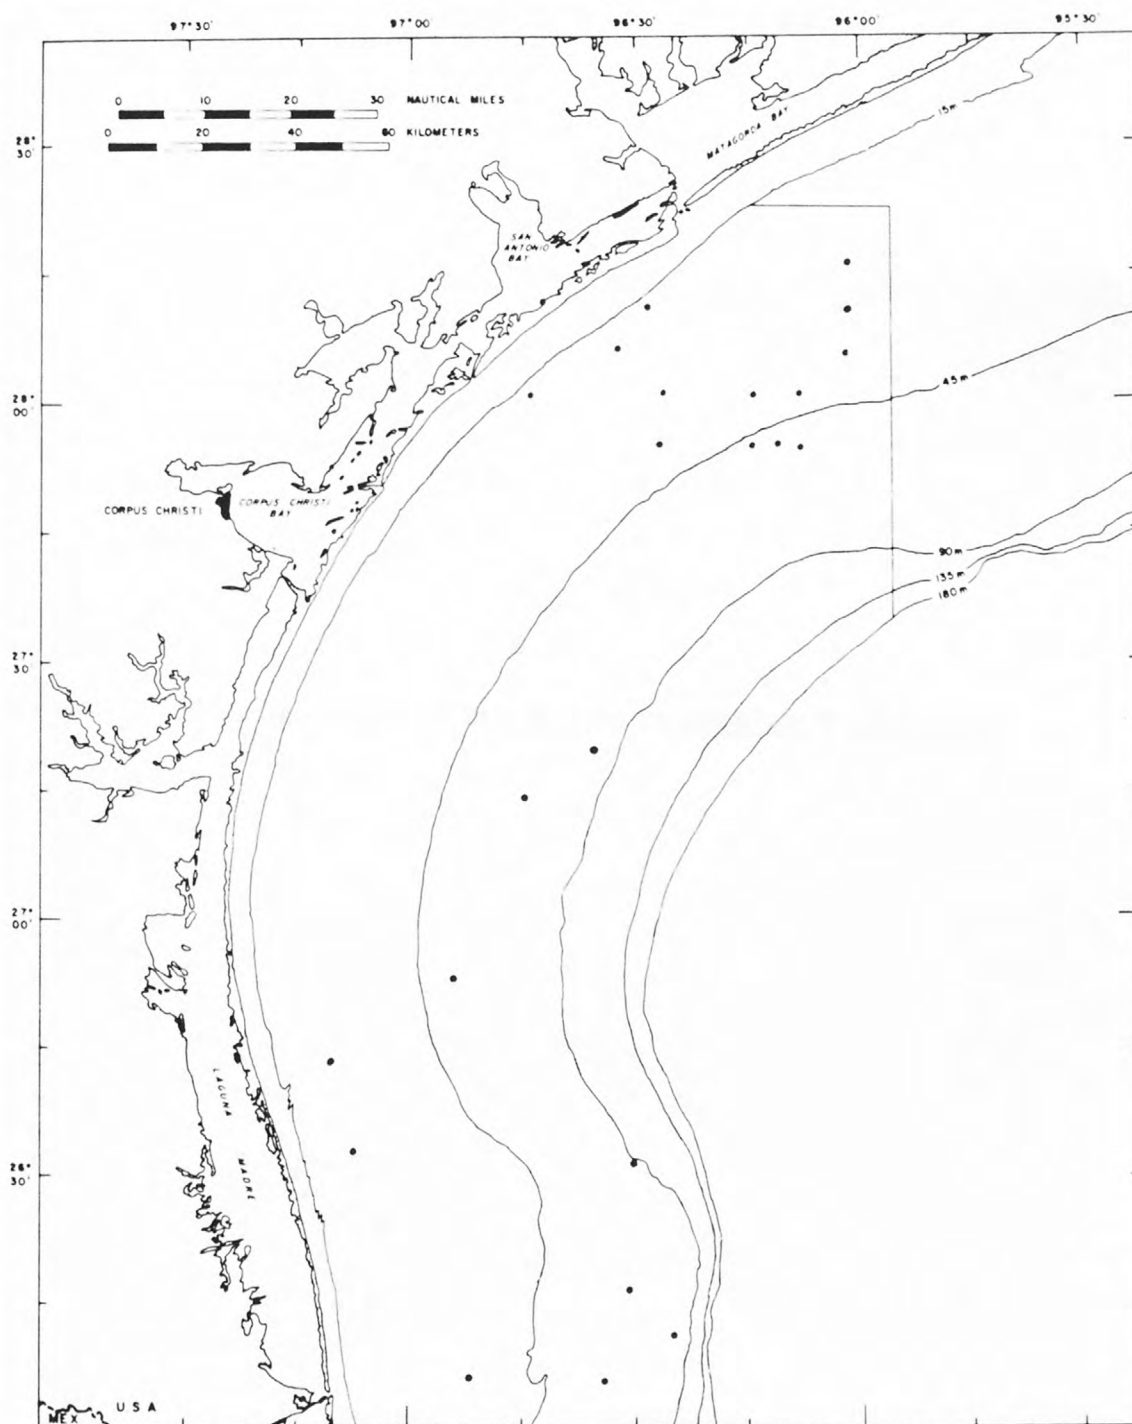 97°30'
97°00'
96°30'
96°00'
95°30'
0 10 20 30 NAUTICAL MILES
0 20 40 60 KILOMETERS
28°
30'
MATAGORDA BAY
15m
SAN
ANTONIO
BAY
45m
28°
00'
CORPUS CHRISTI
CORPUS CHRISTI
BAY
90m
135m
180m
27°
30'
27°
00'
LAGUNA
MADRE
26°
30'
USA
MEX